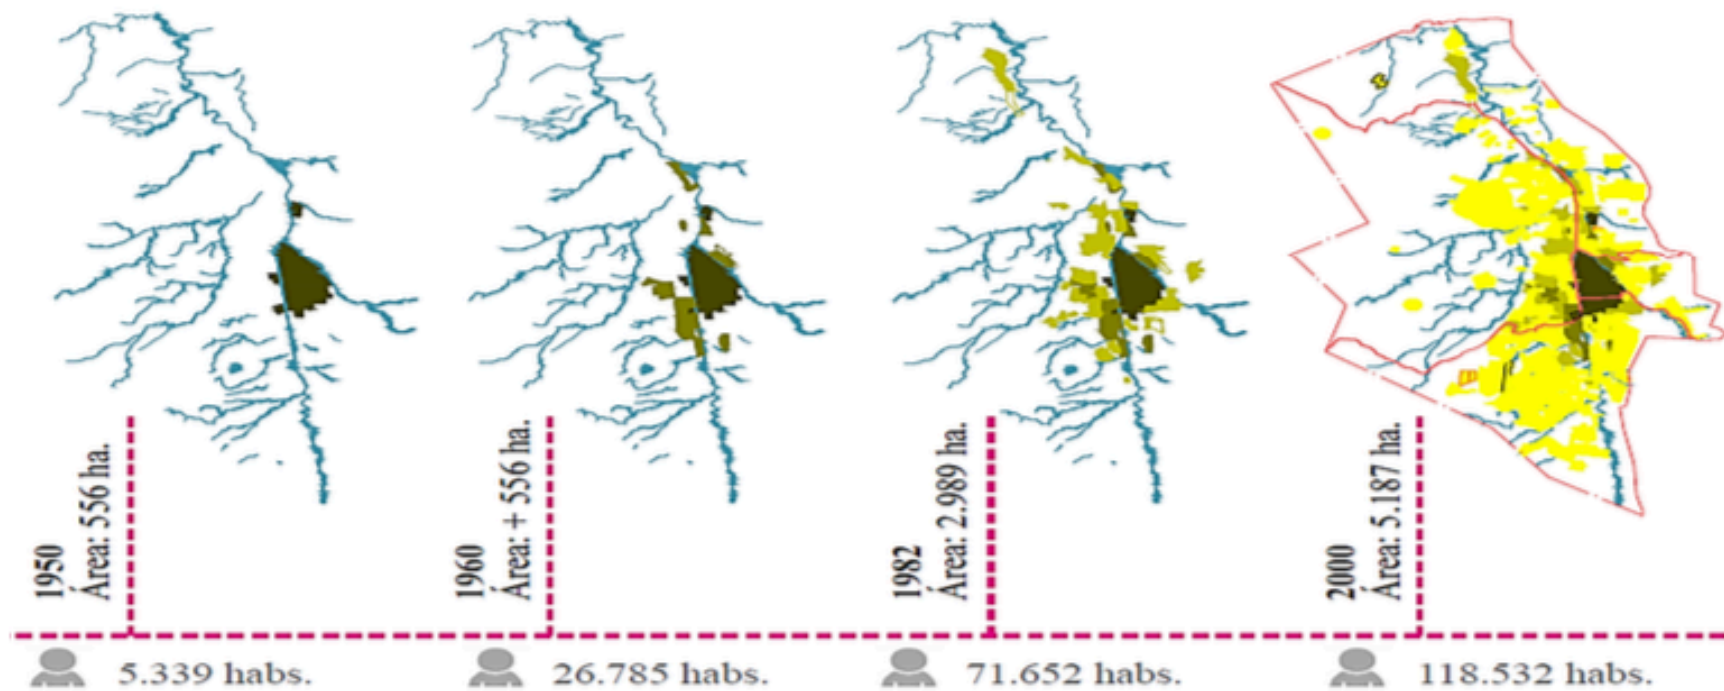 1950
Área: 556 ha.
1960
Área: + 556 ha.
1982
Área: 2.989 ha.
2000
Área: 5.187 ha.
5.339 habs.
26.785 habs.
71.652 habs.
118.532 habs.